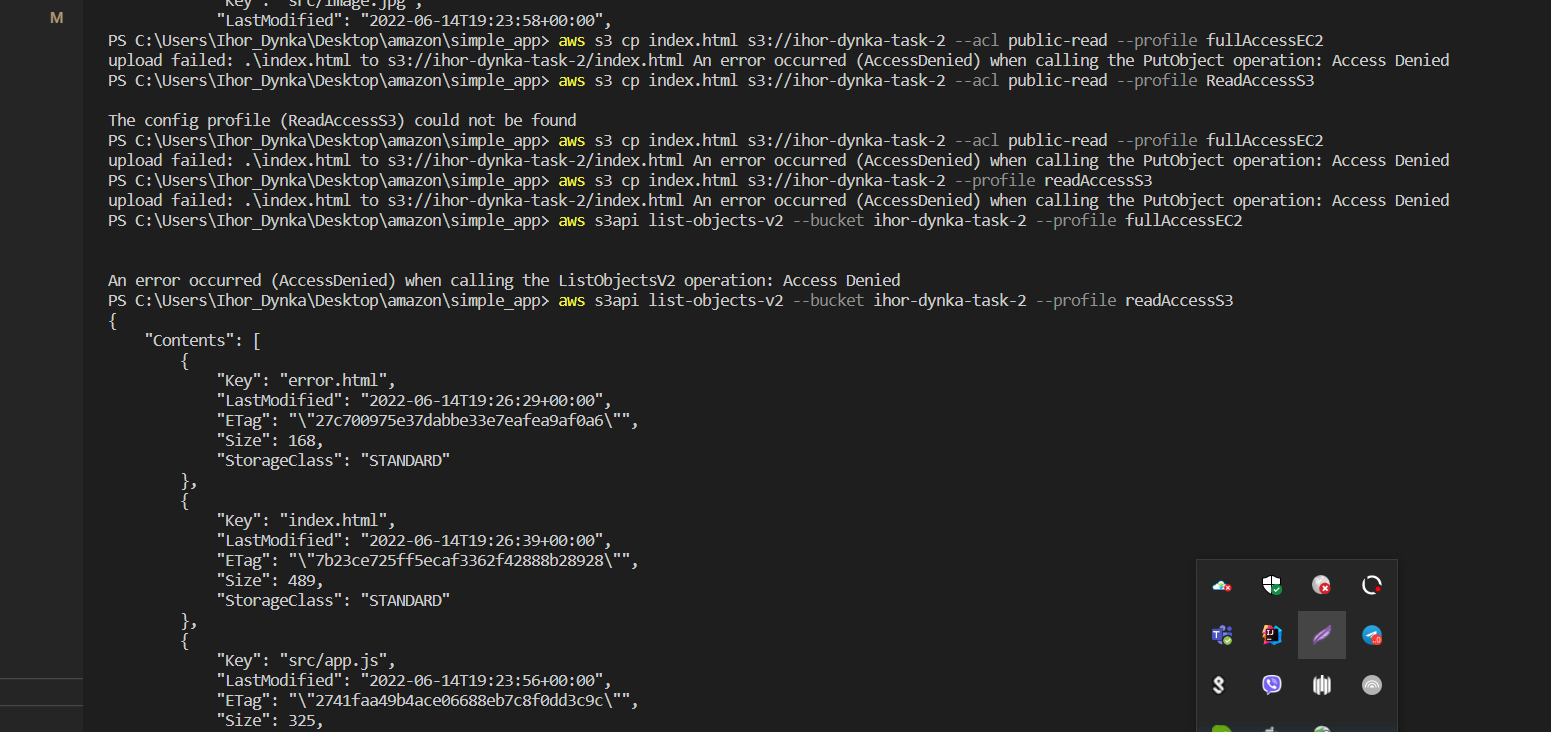 M
"Key": "src/image.jpg",
"LastModified": "2022-06-14T19:23:58+00:00",
PS C:\Users\Ihor_Dynka\Desktop\amazon\simple_app> aws s3 cp index.html s3://ihor-dynka-task-2 --acl public-read --profile fullAccessEC2
upload failed: .\index.html to s3://ihor-dynka-task-2/index.html An error occurred (AccessDenied) when calling the PutObject operation: Access Denied
PS C:\Users\Ihor_Dynka\Desktop\amazon\simple_app> aws s3 cp index.html s3://ihor-dynka-task-2 --acl public-read --profile ReadAccessS3
The config profile (ReadAccessS3) could not be found
PS C:\Users\Ihor_Dynka\Desktop\amazon\simple_app> aws s3 cp index.html s3://ihor-dynka-task-2 --acl public-read --profile fullAccessEC2
upload failed: .\index.html to s3://ihor-dynka-task-2/index.html An error occurred (AccessDenied) when calling the PutObject operation: Access Denied
PS C:\Users\Ihor_Dynka\Desktop\amazon\simple_app> aws s3 cp index.html s3://ihor-dynka-task-2 --profile readAccessS3
upload failed: .\index.html to s3://ihor-dynka-task-2/index.html An error occurred (AccessDenied) when calling the PutObject operation: Access Denied
PS C:\Users\Ihor_Dynka\Desktop\amazon\simple_app> aws s3api list-objects-v2 --bucket ihor-dynka-task-2 --profile fullAccessEC2
An error occurred (AccessDenied) when calling the ListObjectsV2 operation: Access Denied
PS C:\Users\Ihor_Dynka\Desktop\amazon\simple_app> aws s3api list-objects-v2 --bucket ihor-dynka-task-2 --profile readAccessS3
{
"Contents": [
{
"Key": "error.html",
"LastModified": "2022-06-14T19:26:29+00:00",
"ETag": "\"27c700975e37dabbe33e7eafea9af0a6\"",
"Size": 168,
"StorageClass": "STANDARD"
},
{
"Key": "index.html",
"LastModified": "2022-06-14T19:26:39+00:00",
"ETag": "\"7b23ce725ff5ecaf3362f42888b28928\"",
"Size": 489,
"StorageClass": "STANDARD"
},
{
"Key": "src/app.js",
"LastModified": "2022-06-14T19:23:56+00:00",
"ETag": "\"2741faa49b4ace06688eb7c8f0dd3c9c\"",
"Size": 325,